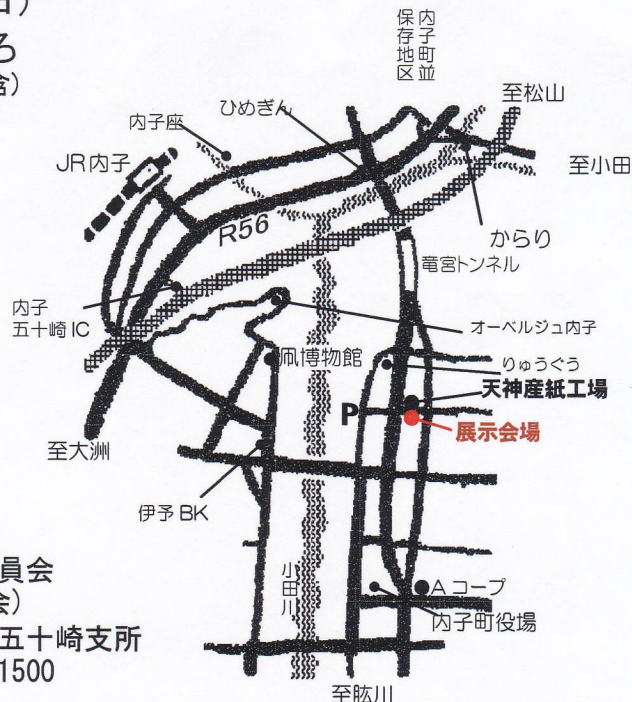 ろ
内子町並
保存地区
至松山
ひめぎん
内子座
JR内子
至小田
R56
からり
竜宮トンネル
内子
五十崎IC
オーベルジュ内子
凧博物館
りゅうぐう
天神産紙工場
P
展示会場
至大洲
伊予BK
小田川
員会
会）
Aコープ
内子町役場
五十崎支所
1500
至肱川